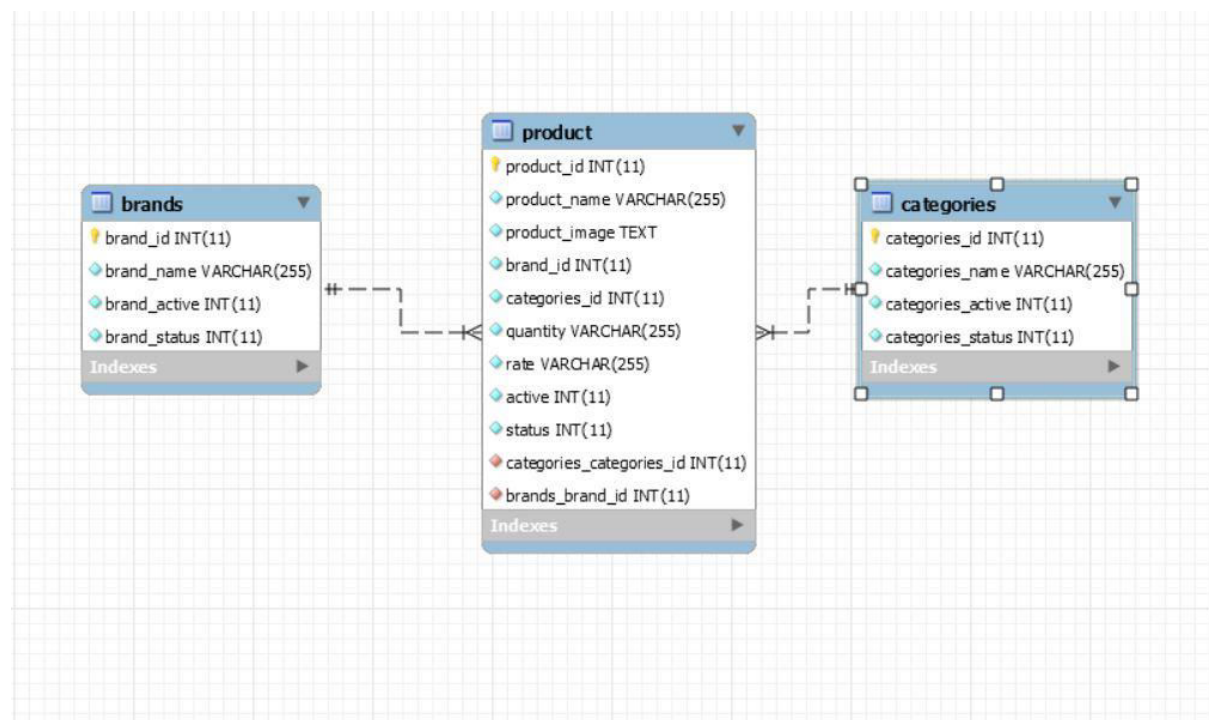 brands
brand_id INT(11)
brand_name VARCHAR(255)
brand_active INT(11)
brand_status INT(11)
Indexes
product
product_id INT(11)
product_name VARCHAR(255)
product_image TEXT
brand_id INT(11)
categories_id INT(11)
quantity VARCHAR(255)
rate VARCHAR(255)
active INT(11)
status INT(11)
categories_categories_id INT(11)
brands_brand_id INT(11)
Indexes
categories
categories_id INT(11)
categories_name VARCHAR(255)
categories_active INT(11)
categories_status INT(11)
Indexes